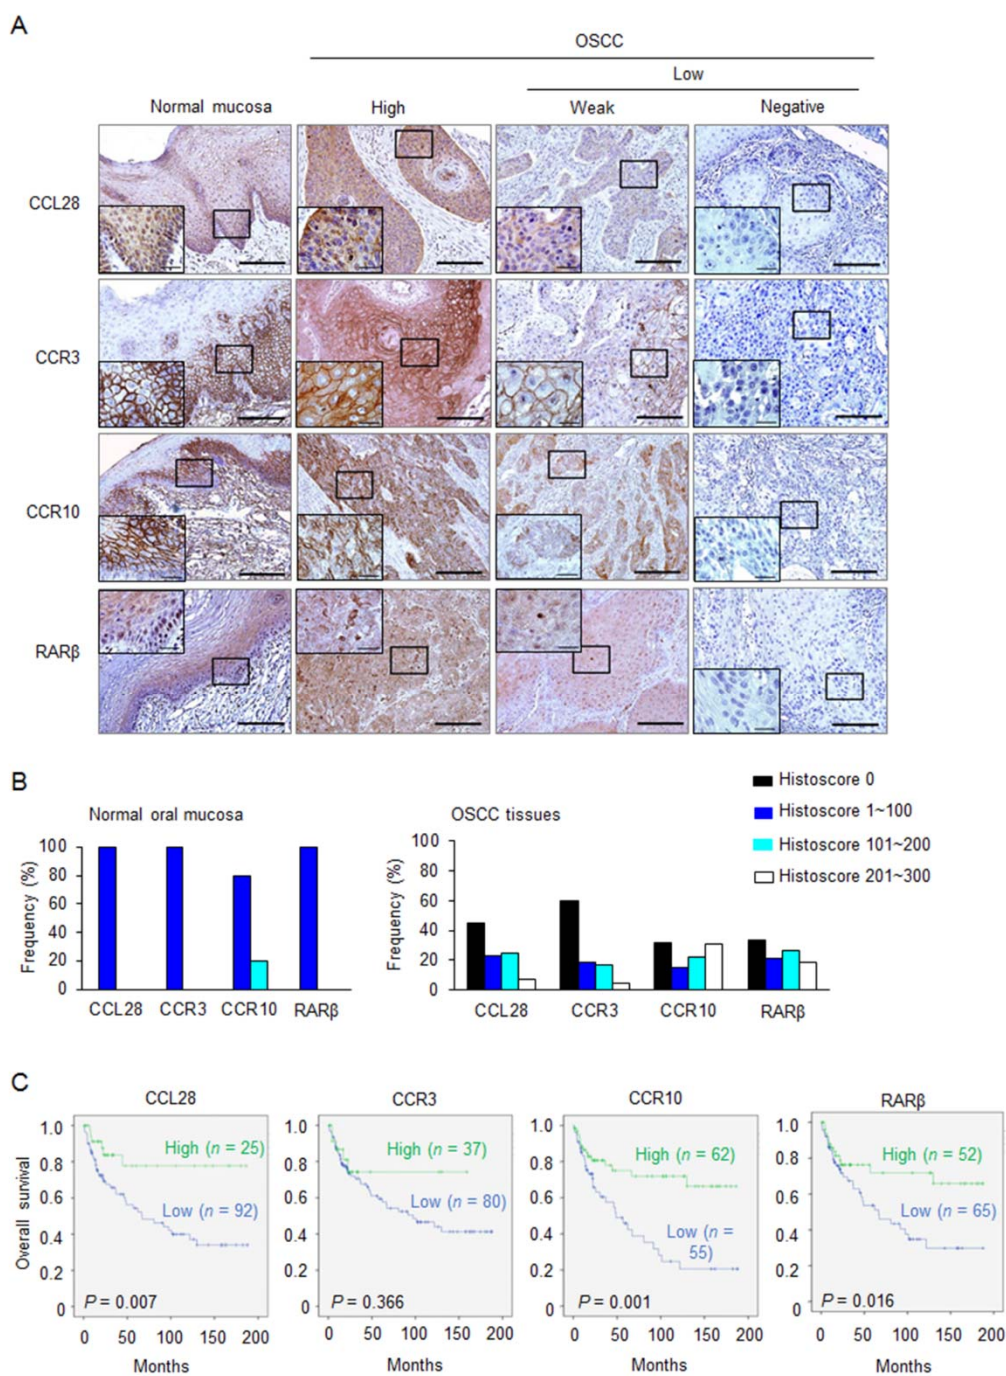 A
OSCC
Low
Normal mucosa High Weak Negative
CCL28
CCR3
CCR10
RARβ
B
Normal oral mucosa
OSCC tissues
Histoscore 0
Histoscore 1~100
Histoscore 101~200
Histoscore 201~300
Frequency (%)
100
80
60
40
20
0
CCL28 CCR3 CCR10 RARβ
Frequency (%)
100
80
60
40
20
0
CCL28 CCR3 CCR10 RARβ
C
Overall survival
CCL28
1.0
0.8
0.6
0.4
0.2
0
High (n = 25)
Low (n = 92)
P = 0.007
0 50 100 150 200
Months
CCR3
1.0
0.8
0.6
0.4
0.2
0
High (n = 37)
Low (n = 80)
P = 0.366
0 50 100 150 200
Months
CCR10
1.0
0.8
0.6
0.4
0.2
0
High (n = 62)
Low (n =
55)
P = 0.001
0 50 100 150 200
Months
RARβ
1.0
0.8
0.6
0.4
0.2
0
High (n = 52)
Low (n = 65)
P = 0.016
0 50 100 150 200
Months